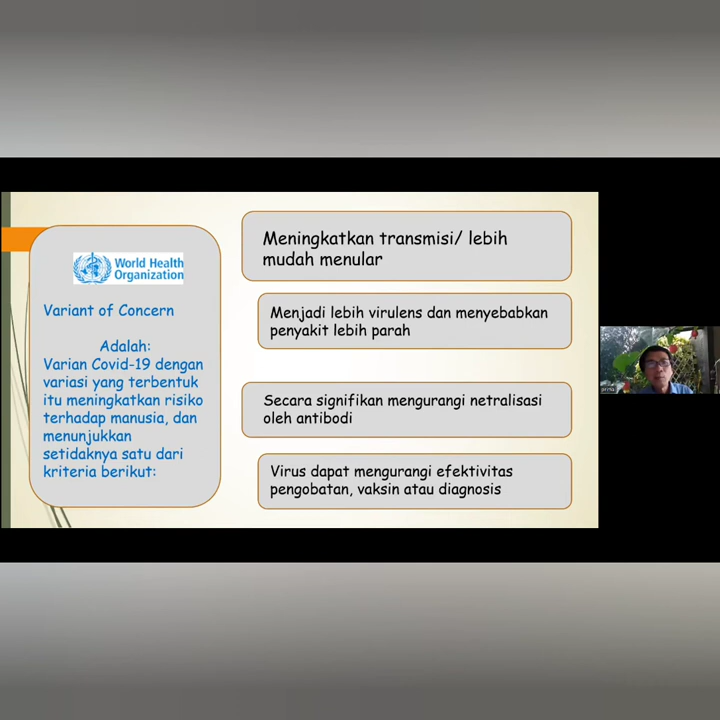 World Health
Organization
Variant of Concern
Adalah:
Varian Covid-19 dengan
variasi yang terbentuk
itu meningkatkan risiko
terhadap manusia, dan
menunjukkan
setidaknya satu dari
kriteria berikut:
Meningkatkan transmisi/ lebih
mudah menular
Menjadi lebih virulens dan menyebabkan
penyakit lebih parah
Secara signifikan mengurangi netralisasi
oleh antibodi
Virus dapat mengurangi efektivitas
pengobatan, vaksin atau diagnosis